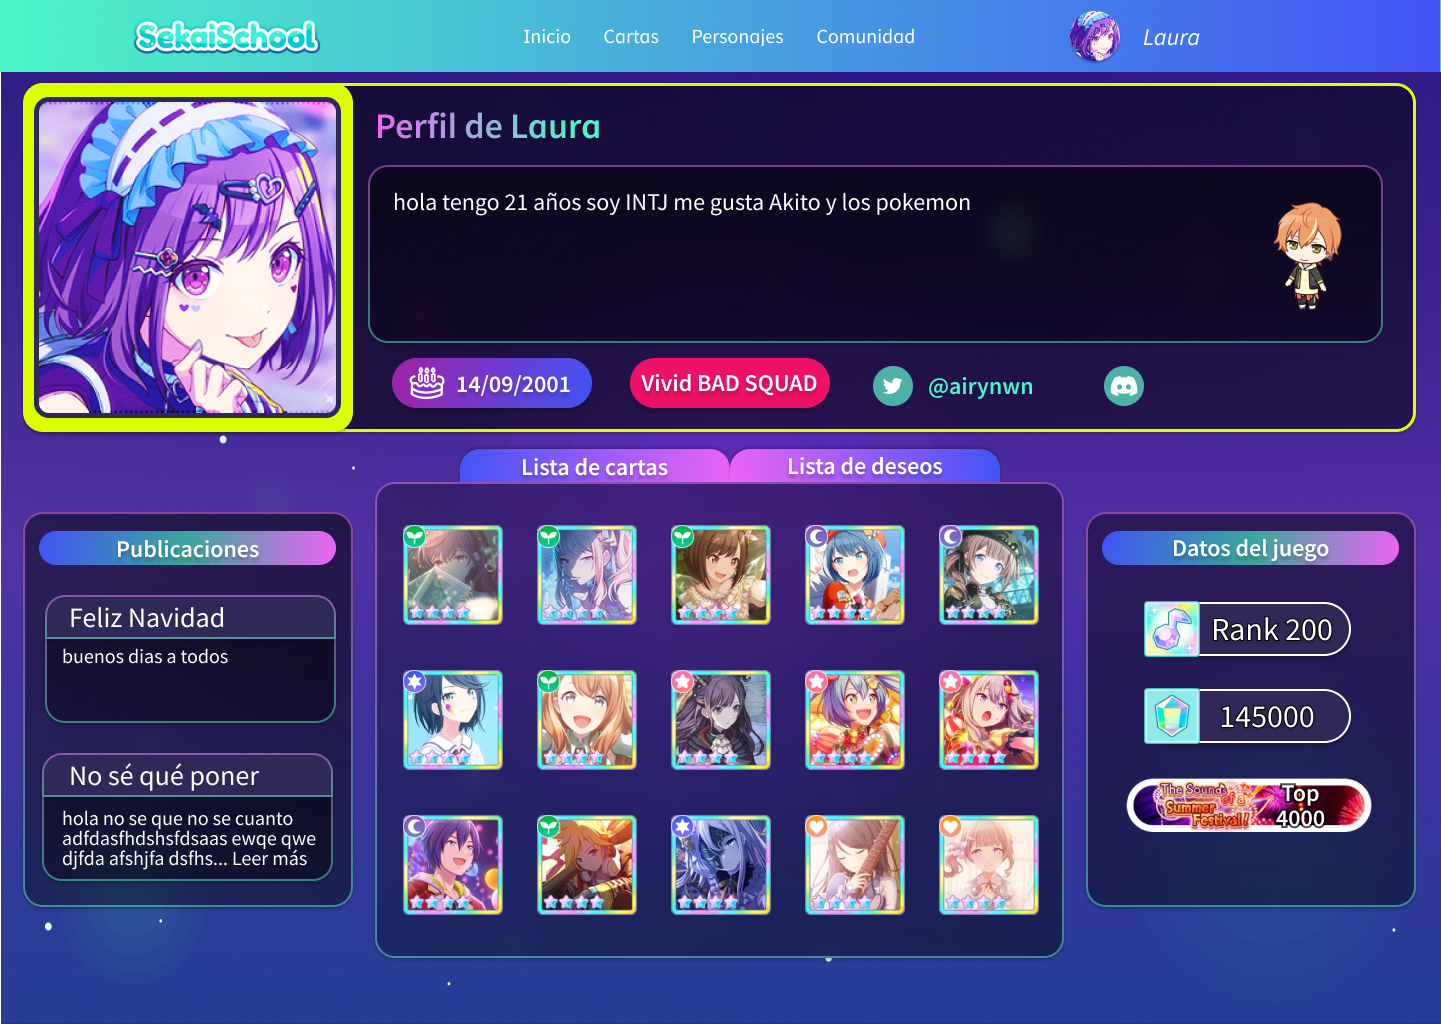 SekaiSchool
Inicio
Cartas
Personajes
Comunidad
Laura
Perfil de Laura
hola tengo 21 años soy INTJ me gusta Akito y los pokemon
14/09/2001
Vivid BAD SQUAD
@airynwn
Lista de cartas
Lista de deseos
Publicaciones
Feliz Navidad
buenos dias a todos
No sé qué poner
hola no se que no se cuanto
adfdasfhdshsfdsaas ewqe qwe
djfda afshjfa dsfhs... Leer más
Datos del juego
Rank 200
145000
The Sounds
of a
Summer
Festival!
Top
4000